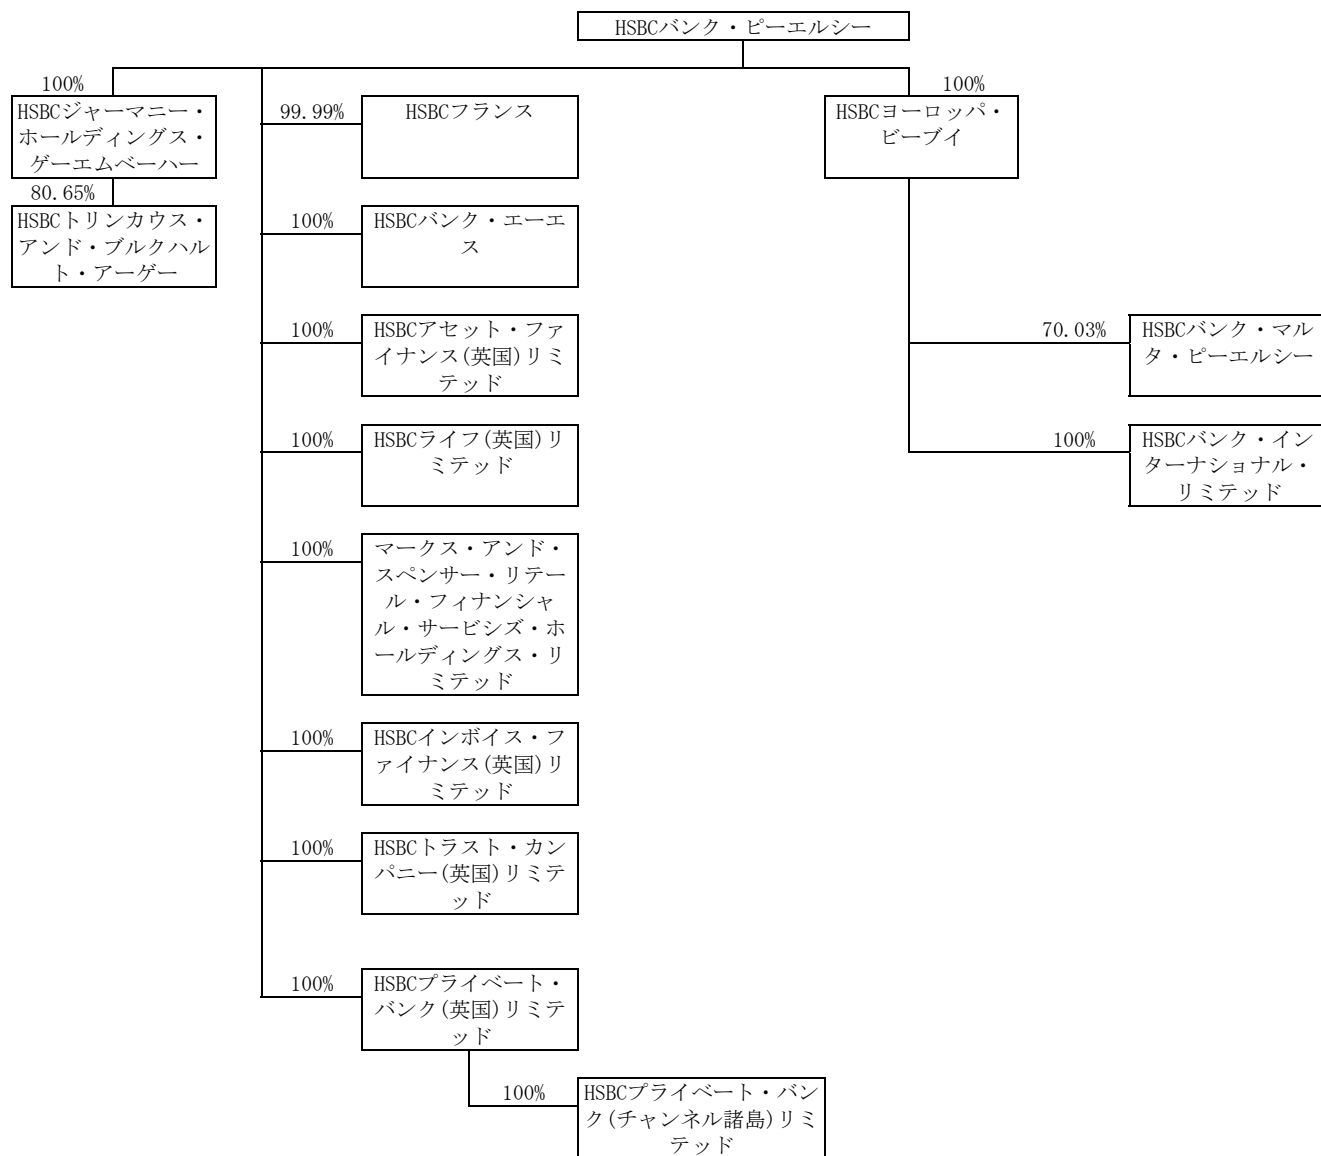 HSBCバンク・ピーエルシー
100%
HSBCジャーマニー・
ホールディングス・
ゲーエムベーハー
80.65%
HSBCトリンカウス・
アンド・ブルクハル
ト・アーゲー
99.99%
HSBCフランス
100%
HSBCバンク・エーエ
ス
100%
HSBCアセット・ファ
イナンス(英国)リミ
テッド
100%
HSBCライフ(英国)リ
ミテッド
100%
マークス・アンド・
スペンサー・リテー
ル・フィナンシャ
ル・サービシズ・ホ
ールディングス・リ
ミテッド
100%
HSBCインボイス・フ
ァイナンス(英国)リ
ミテッド
100%
HSBCトラスト・カン
パニー(英国)リミテ
ッド
100%
HSBCプライベート・
バンク(英国)リミテ
ッド
100%
HSBCプライベート・バン
ク(チャンネル諸島)リミ
テッド
100%
HSBCヨーロッパ・
ビーブイ
70.03%
HSBCバンク・マル
タ・ピーエルシー
100%
HSBCバンク・イン
ターナショナル・
リミテッド